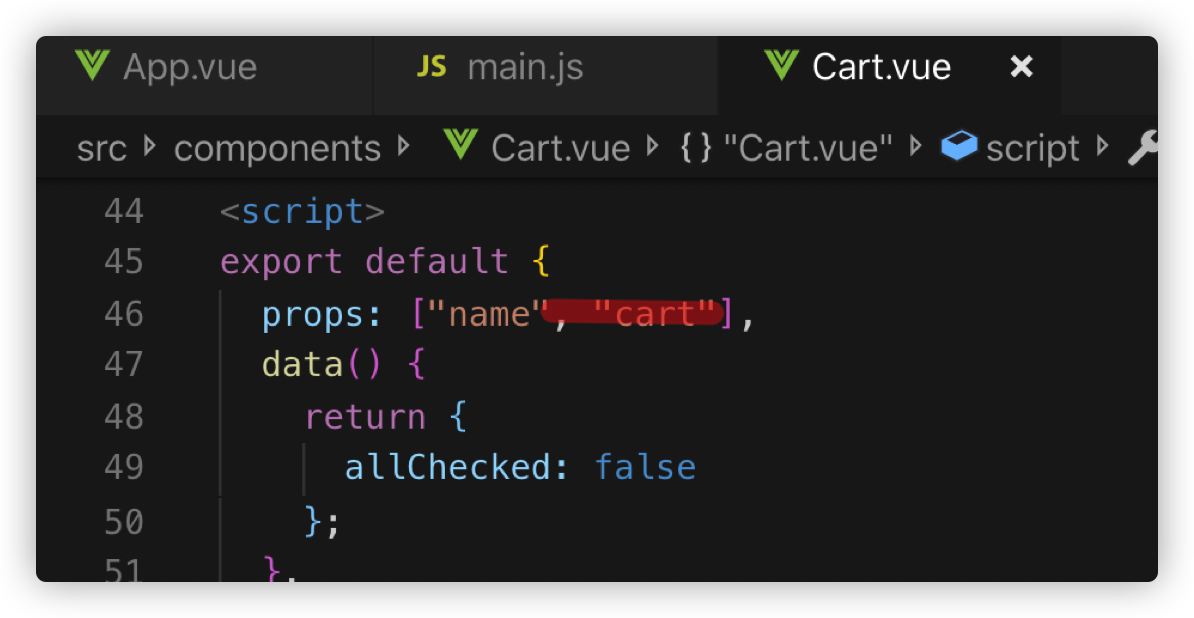 App.vue JS main.js Cart.vue ×
src components Cart.vue {} "Cart.vue" script
44 <script>
45 export default {
46 props: ["name", "cart"],
47 data() {
48 return {
49 allChecked: false
50 };
51 },